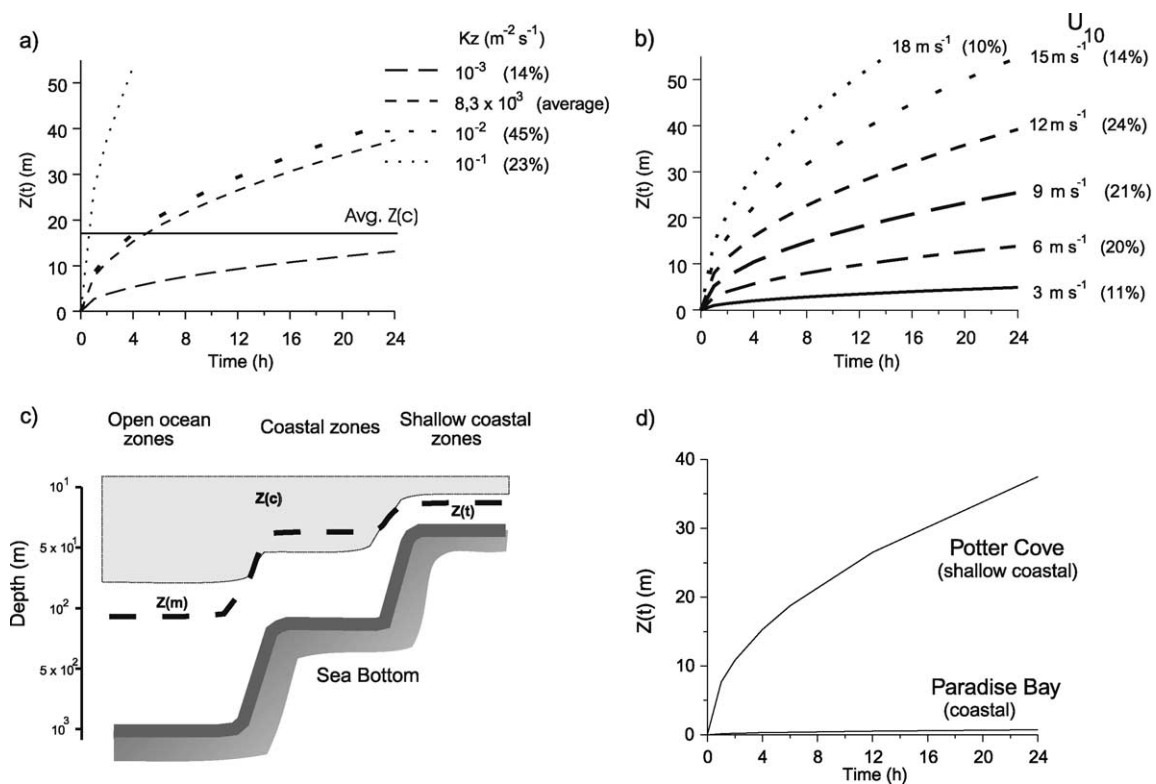 a)
Kz (m⁻² s⁻¹)
10⁻³ (14%)
8,3 x 10³ (average)
10⁻² (45%)
10⁻¹ (23%)
Avg. Z(c)
Z(t) (m)
50
40
30
20
10
0
0 4 8 12 16 20 24
Time (h)
b)
U₁₀
18 m s⁻¹ (10%)
15 m s⁻¹ (14%)
12 m s⁻¹ (24%)
9 m s⁻¹ (21%)
6 m s⁻¹ (20%)
3 m s⁻¹ (11%)
Z(t) (m)
50
40
30
20
10
0
0 4 8 12 16 20 24
Time (h)
c)
Open ocean
zones
Coastal zones
Shallow coastal
zones
Depth (m)
10¹
5 x 10¹
10²
5 x 10²
10³
Z(c)
Z(t)
Z(m)
Sea Bottom
d)
Z(t) (m)
40
30
20
10
0
Potter Cove
(shallow coastal)
Paradise Bay
(coastal)
0 4 8 12 16 20 24
Time (h)